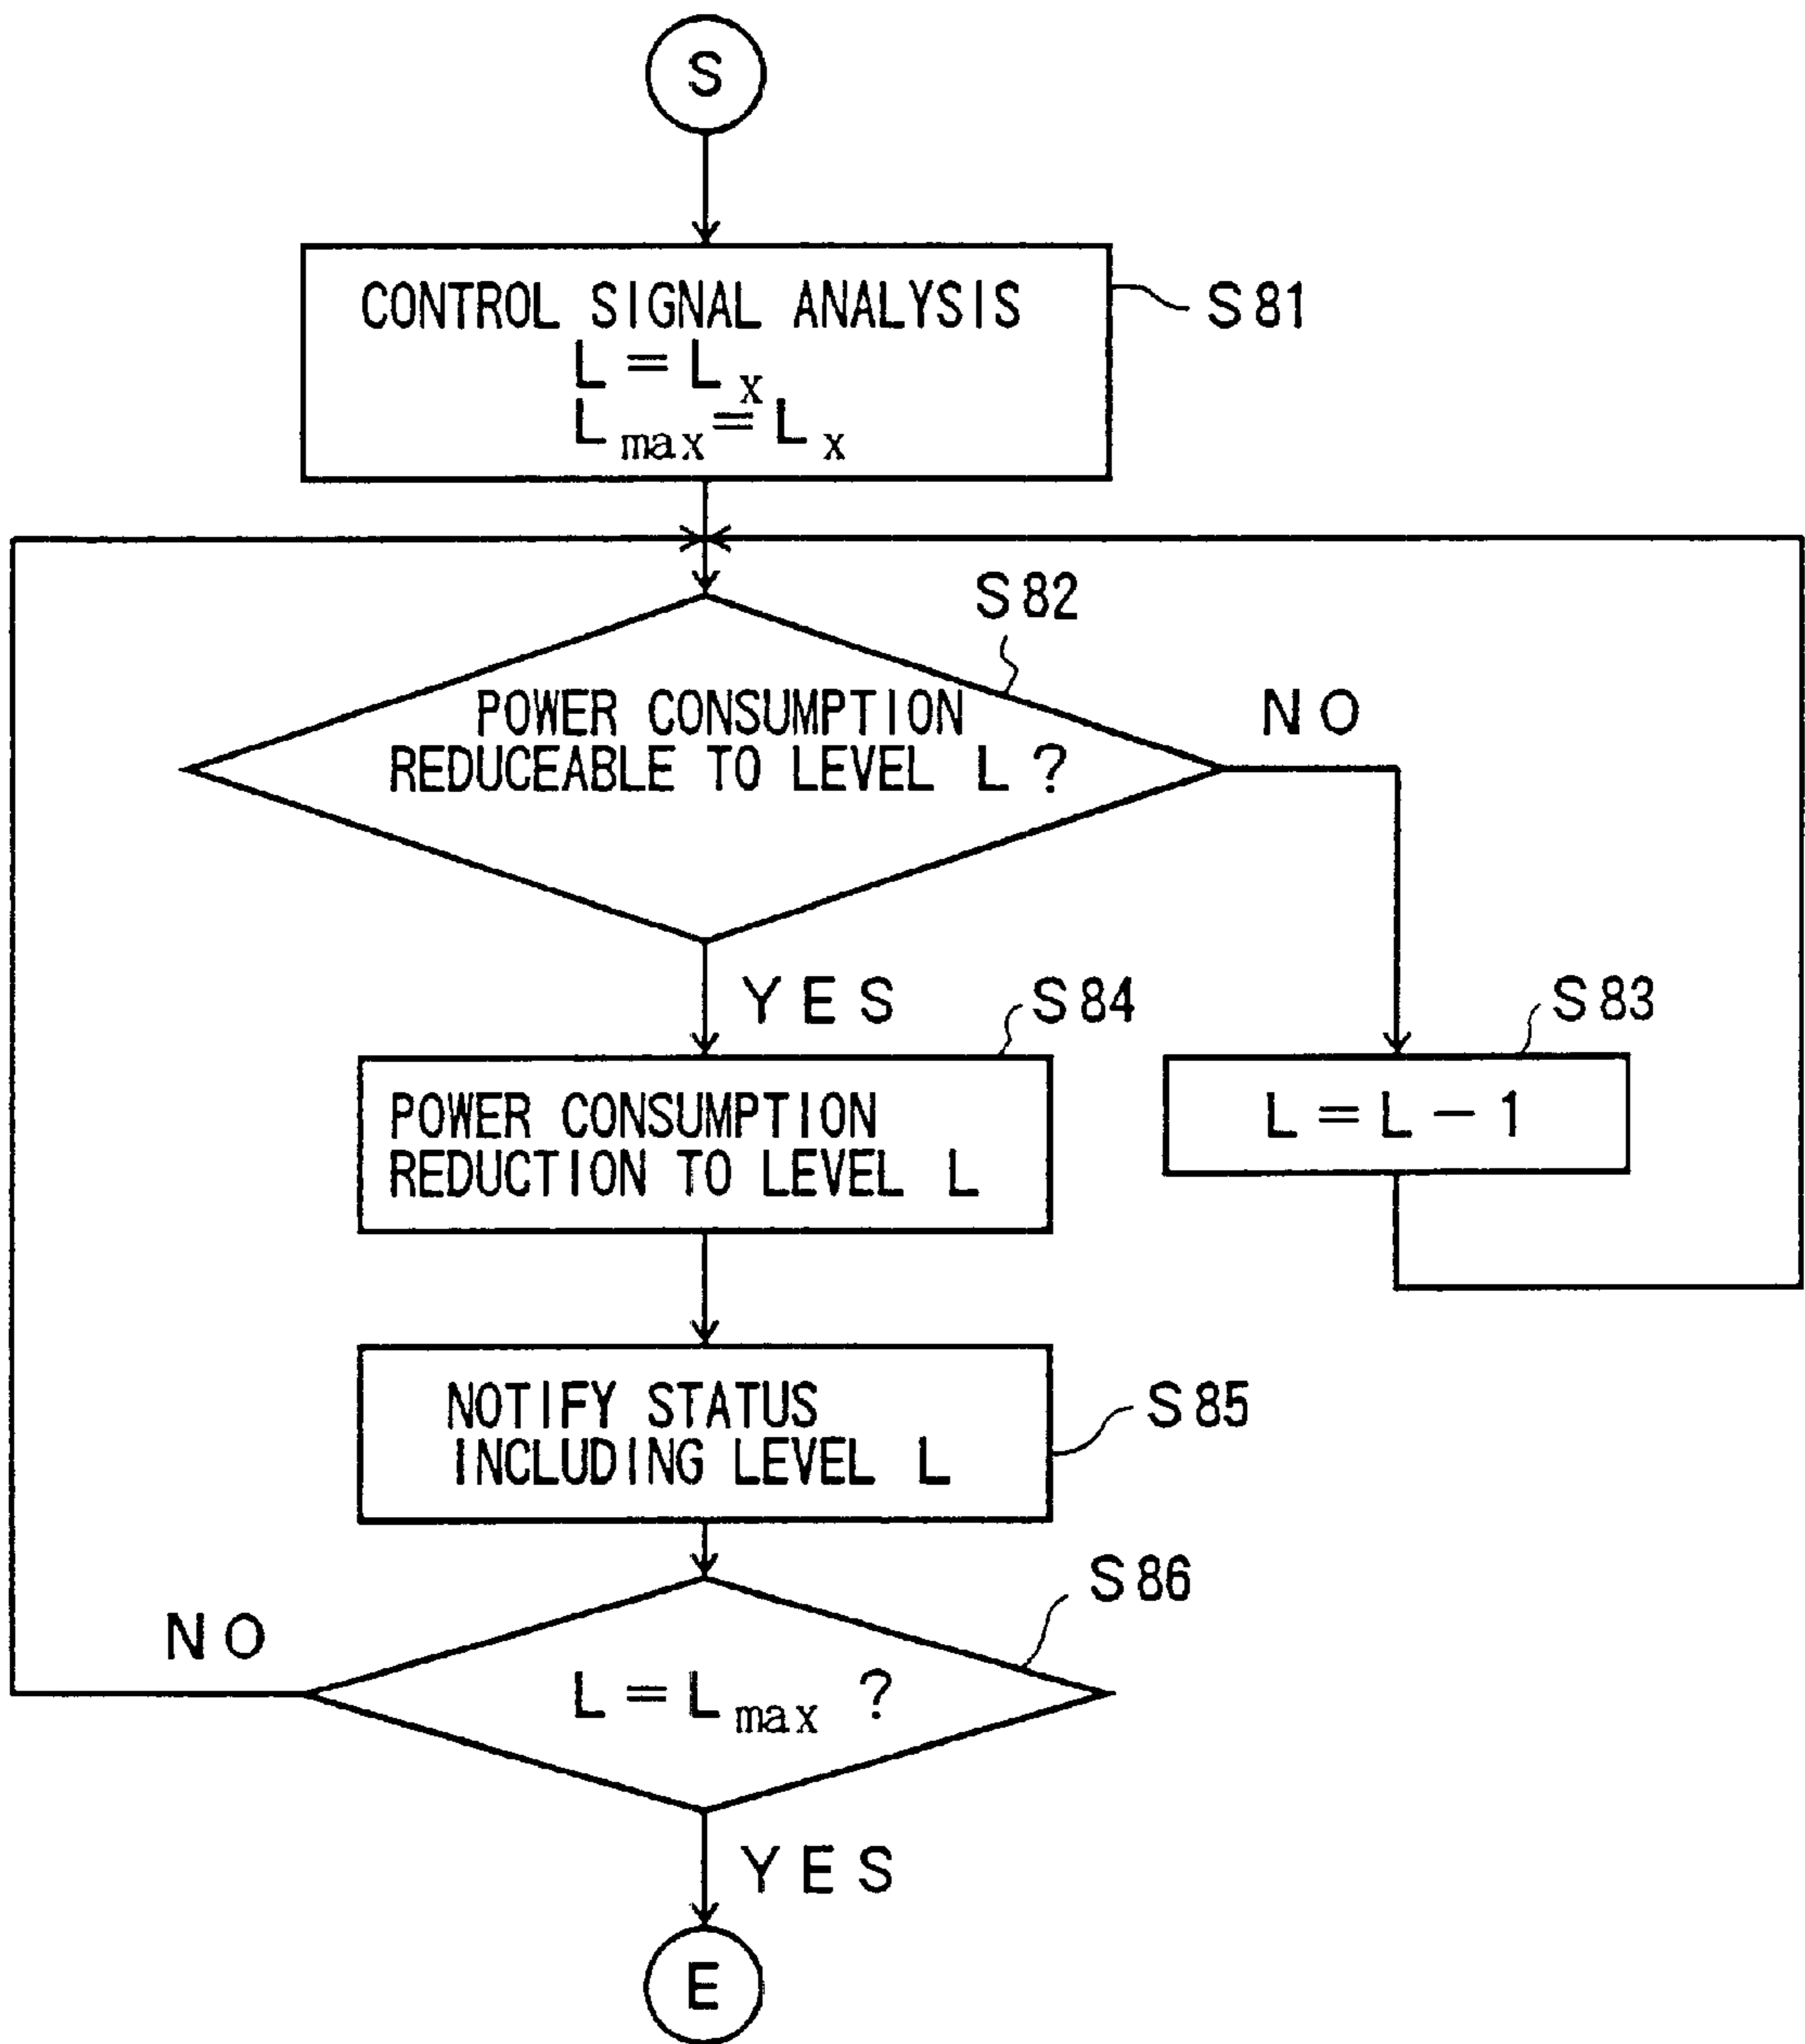 S
CONTROL SIGNAL ANALYSIS
L = Lx
Lmax = Lx
S81
S82
POWER CONSUMPTION
REDUCEABLE TO LEVEL L ?
NO
YES
S84
S83
POWER CONSUMPTION
REDUCTION TO LEVEL L
L = L - 1
NOTIFY STATUS
INCLUDING LEVEL L
S85
S86
NO
L = Lmax ?
YES
E